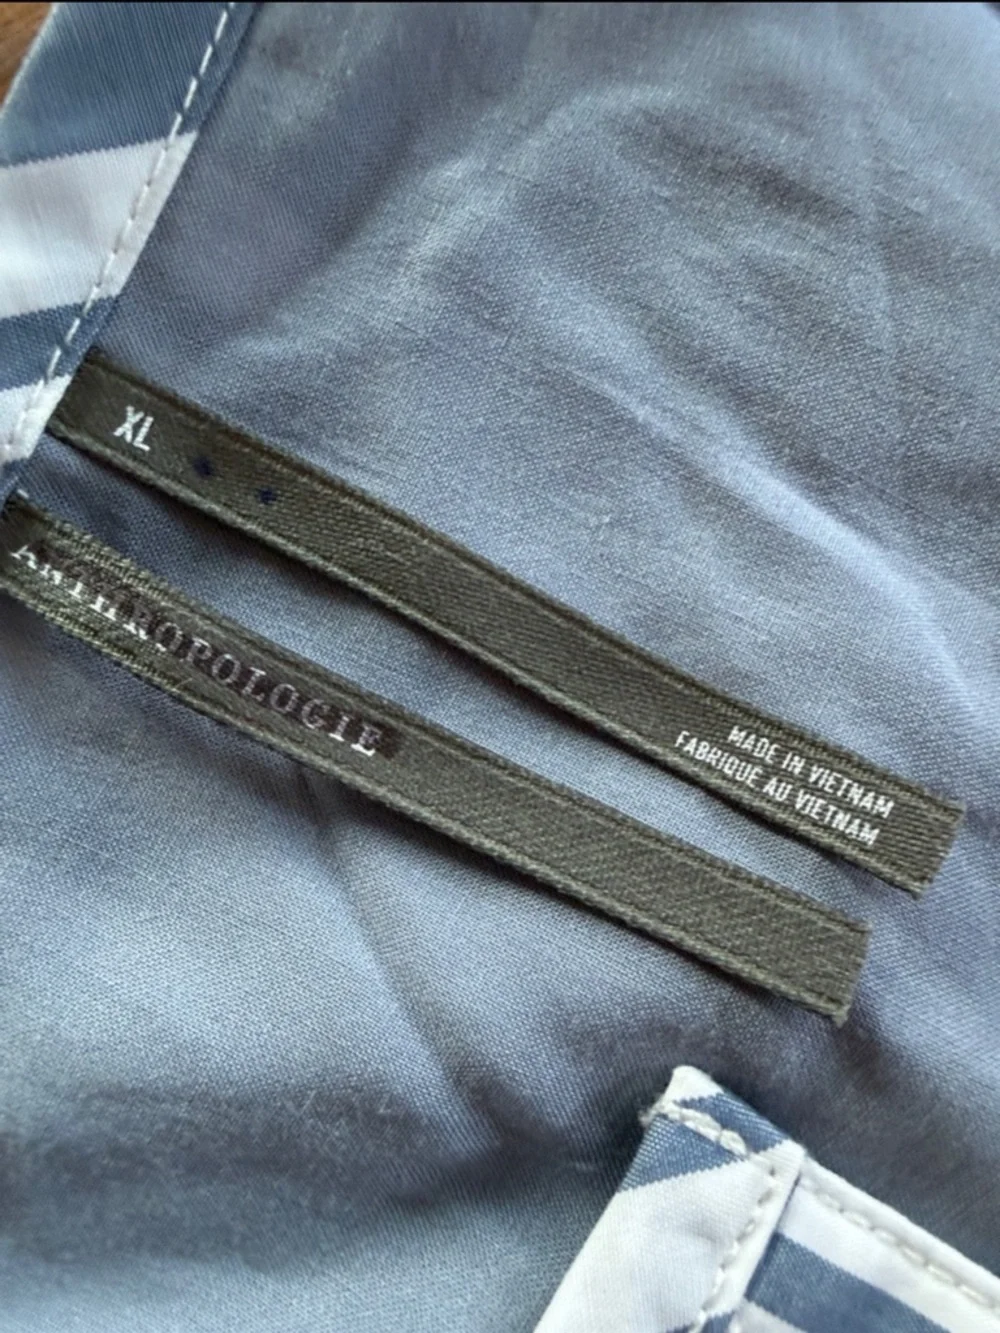 XL
MADE IN VIETNAM
FABRIQUE AU VIETNAM
ANTHROPOLOGIE